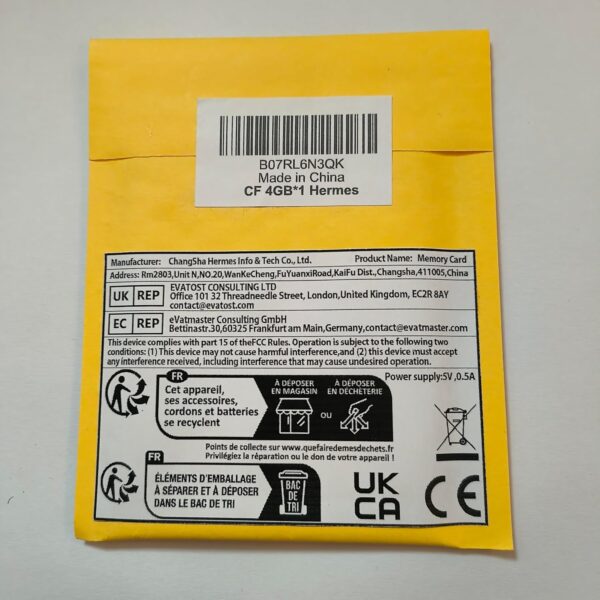 B07RL6N3QK
Made in China
CF 4GB*1 Hermes
Manufacturer: ChangSha Hermes Info & Tech Co., Ltd. Product Name: Memory Card
Address: Rm2803,Unit N,NO.20,WanKeCheng,FuYuanxiRoad,KaiFu Dist.,Changsha,411005,China
UK REP EVATOST CONSULTING LTD
Office 101 32 Threadneedle Street, London,United Kingdom, EC2R 8AY
contact@evatost.com
EC REP eVatmaster Consulting GmbH
Bettinastr.30,60325 Frankfurt am Main,Germany,contact@evatmaster.com
This device complies with part 15 of theFCC Rules. Operation is subject to the following two
conditions: (1) This device may not cause harmful interference,and (2) this device must accept
any interference received, including interference that may cause undesired operation.
Power supply:5V ,0.5A
FR
Cet appareil,
ses accessoires,
cordons et batteries
se recyclent
À DÉPOSER
EN MAGASIN
OU
À DÉPOSER
EN DÉCHÈTERIE
Points de collecte sur www.quefairedemesdechets.fr
Privilégiez la réparation ou le don de votre appareil !
FR
ÉLÉMENTS D'EMBALLAGE
À SÉPARER ET À DÉPOSER
DANS LE BAC DE TRI
BAC
DE
TRI
UK
CA
CE